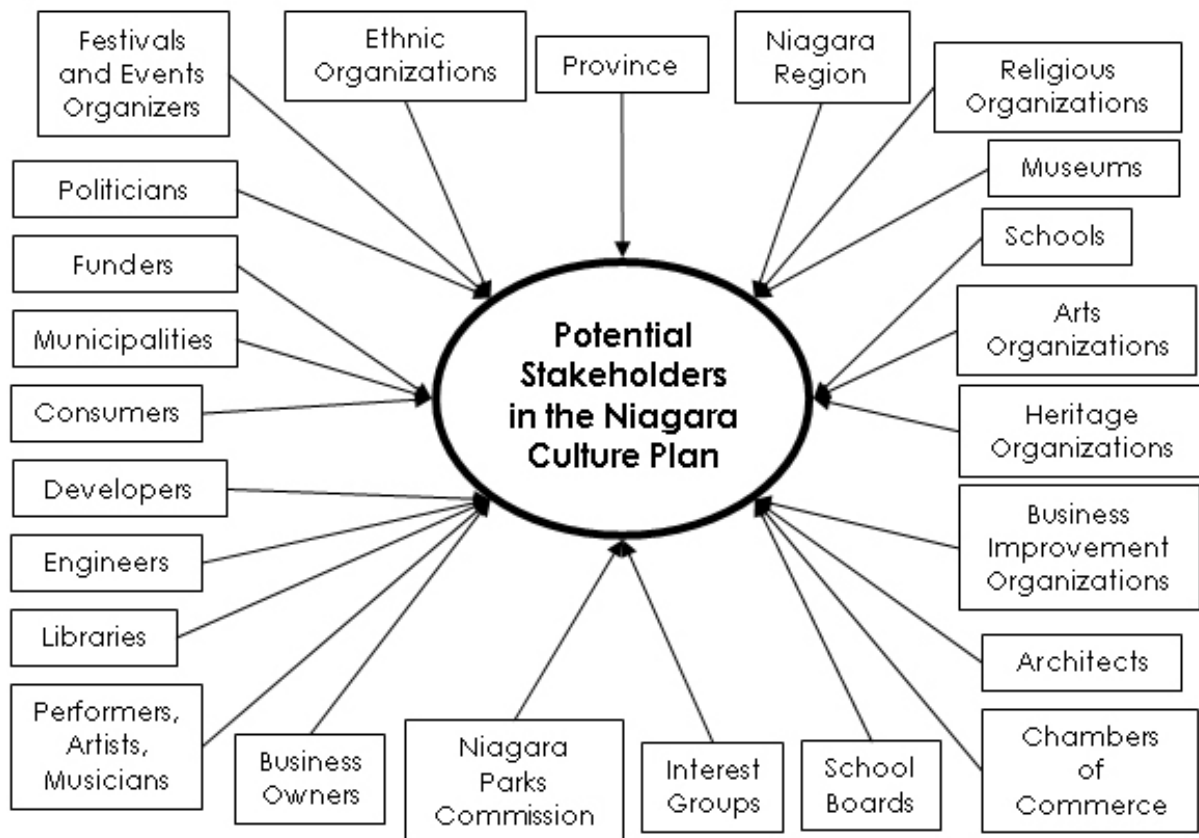 Festivals
and Events
Organizers
Ethnic
Organizations
Province
Niagara
Region
Religious
Organizations
Politicians
Museums
Funders
Schools
Municipalities
Arts
Organizations
Consumers
Heritage
Organizations
Potential
Stakeholders
in the Niagara
Culture Plan
Developers
Business
Improvement
Organizations
Engineers
Libraries
Architects
Performers,
Artists,
Musicians
Business
Owners
Niagara
Parks
Commission
Interest
Groups
School
Boards
Chambers
of
Commerce